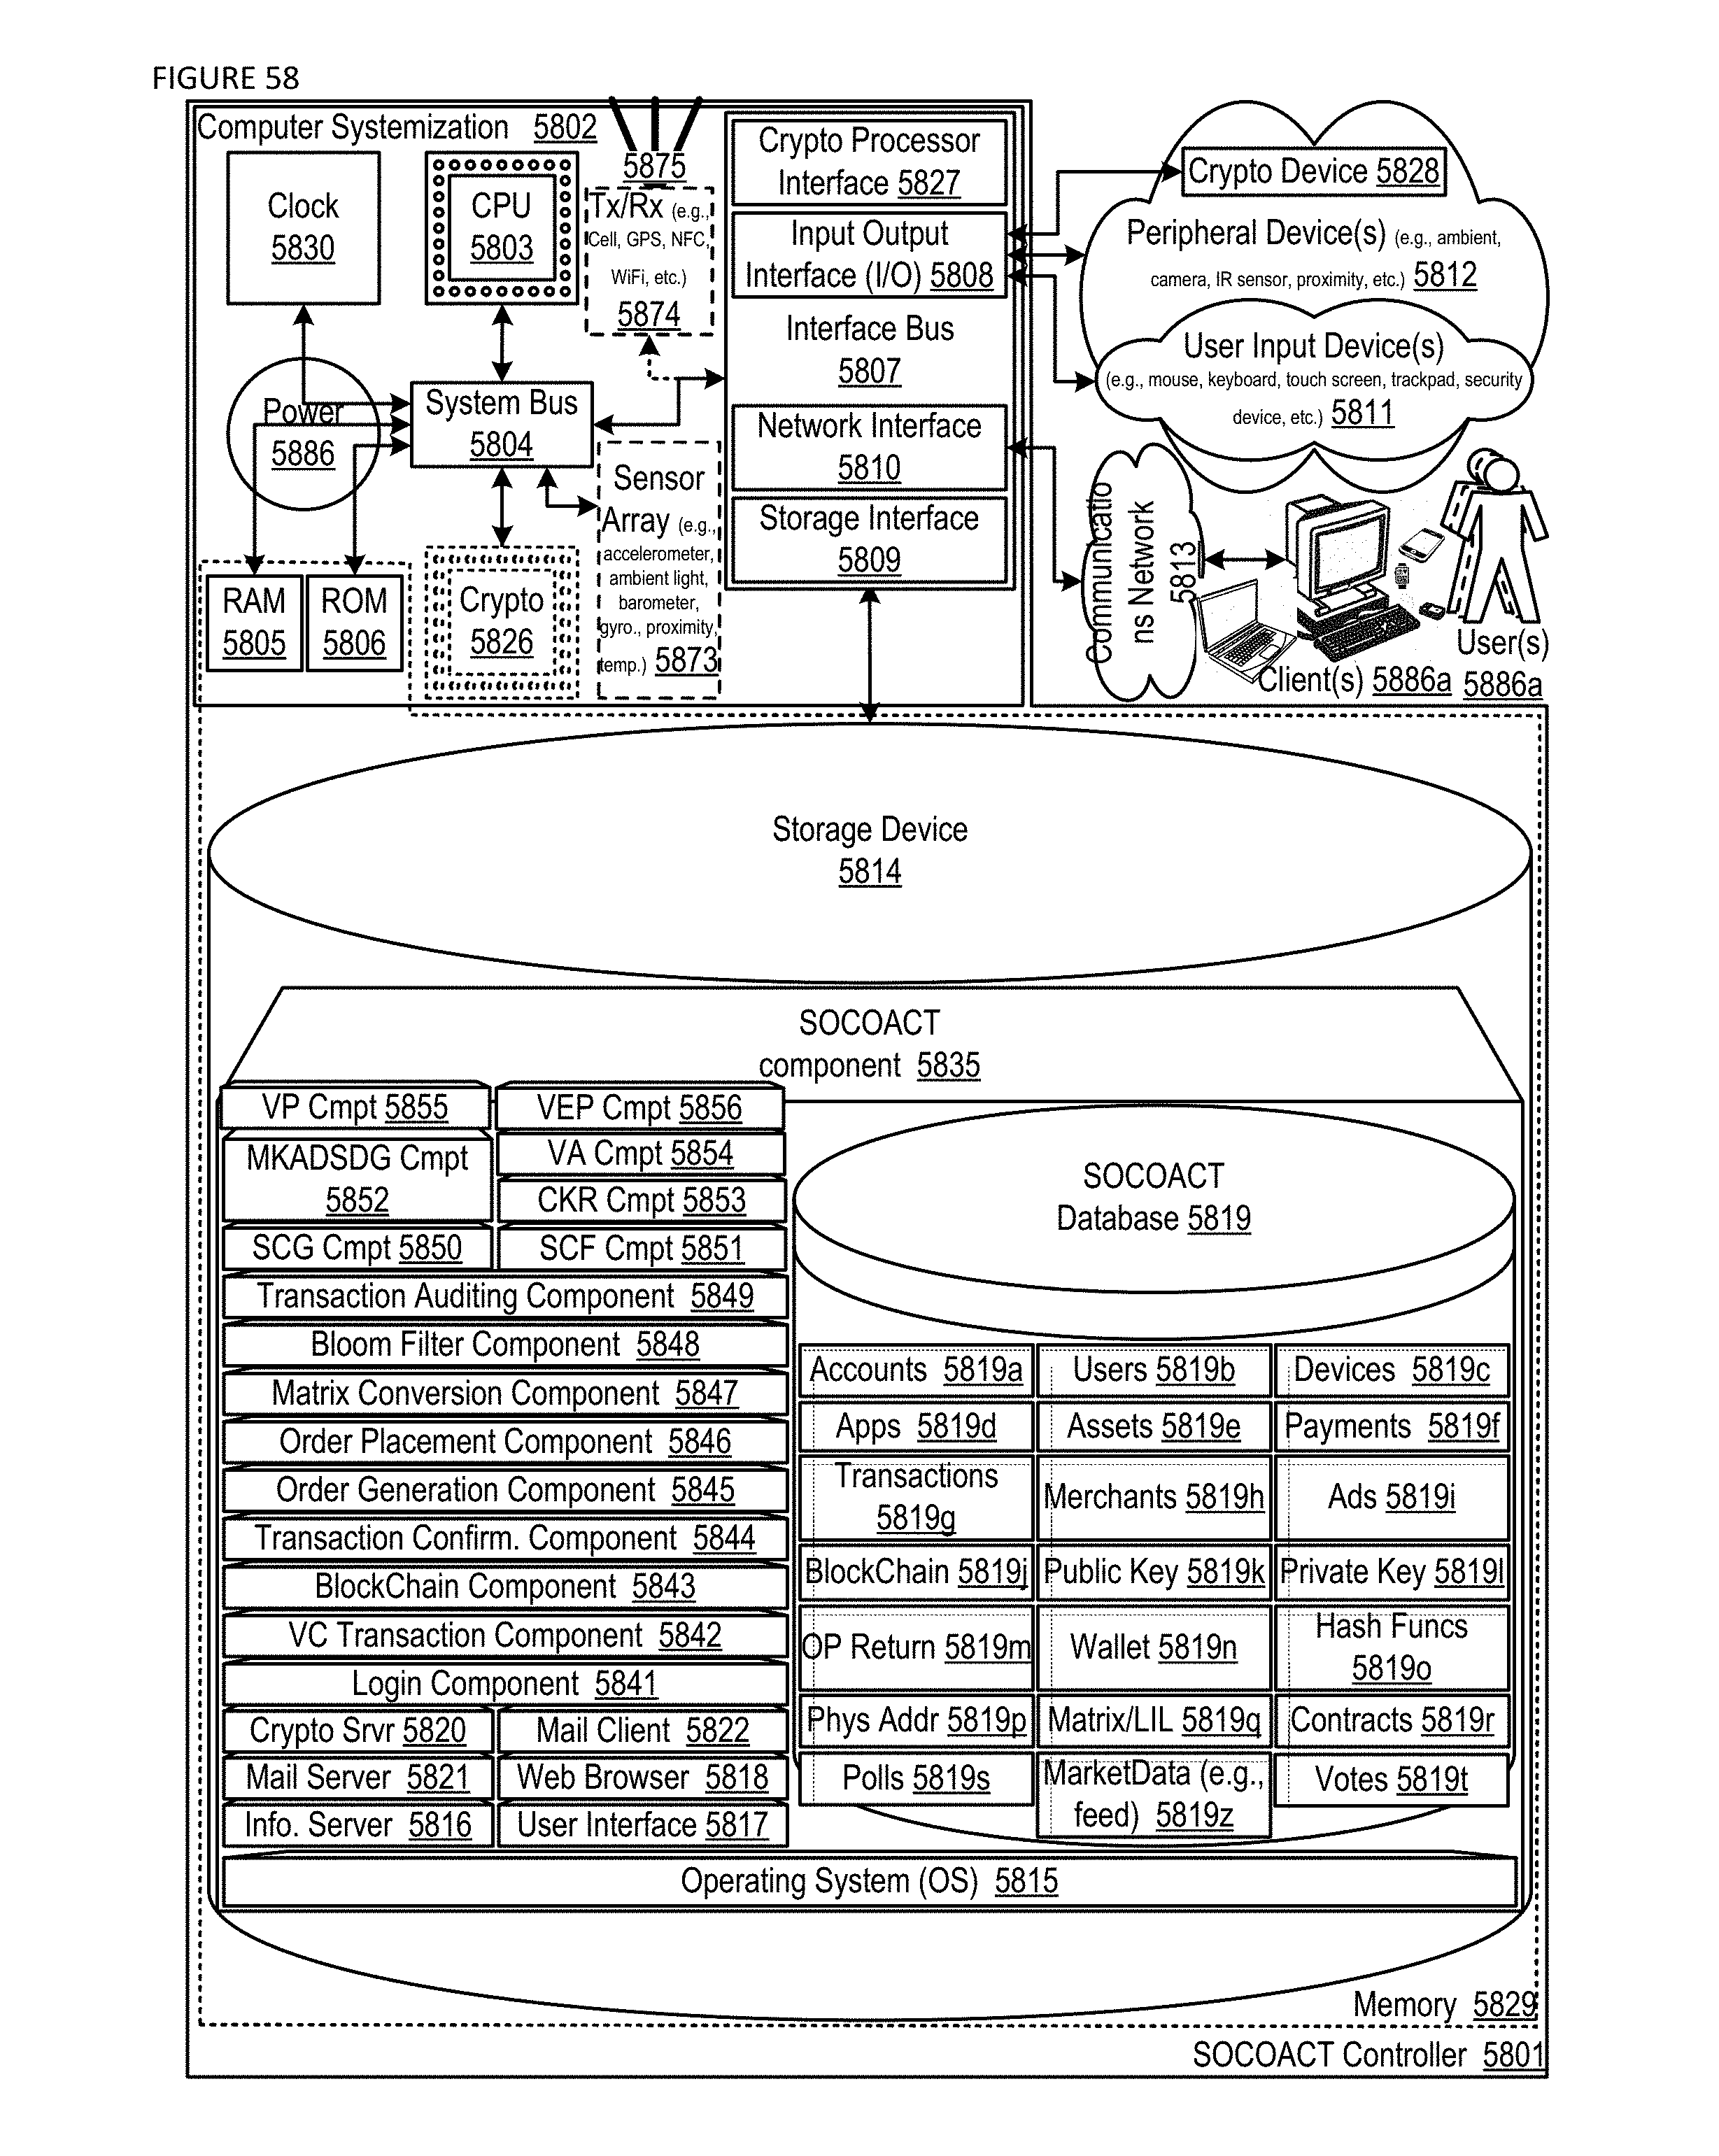 FIGURE 58
Computer Systemization 5802
Clock
5830
CPU
5803
5875
Tx/Rx (e.g.,
Cell, GPS, NFC,
WiFi, etc.)
5874
Crypto Processor
Interface 5827
Input Output
Interface (I/O) 5808
Interface Bus
5807
Network Interface
5810
Storage Interface
5809
Crypto Device 5828
Peripheral Device(s) (e.g., ambient,
camera, IR sensor, proximity, etc.) 5812
User Input Device(s)
(e.g., mouse, keyboard, touch screen, trackpad, security
device, etc.) 5811
Power
5886
System Bus
5804
Sensor
Array (e.g.,
accelerometer,
ambient light,
barometer,
gyro., proximity,
temp.) 5873
RAM
5805
ROM
5806
Crypto
5826
Communicatio
ns Network
5813
Client(s) 5886a
User(s)
5886a
Storage Device
5814
SOCOACT
component 5835
VP Cmpt 5855
VEP Cmpt 5856
MKADSDG Cmpt
5852
VA Cmpt 5854
CKR Cmpt 5853
SCG Cmpt 5850
SCF Cmpt 5851
Transaction Auditing Component 5849
Bloom Filter Component 5848
Matrix Conversion Component 5847
Order Placement Component 5846
Order Generation Component 5845
Transaction Confirm. Component 5844
BlockChain Component 5843
VC Transaction Component 5842
Login Component 5841
Crypto Srvr 5820
Mail Client 5822
Mail Server 5821
Web Browser 5818
Info. Server 5816
User Interface 5817
SOCOACT
Database 5819
Accounts 5819a
Users 5819b
Devices 5819c
Apps 5819d
Assets 5819e
Payments 5819f
Transactions
5819g
Merchants 5819h
Ads 5819i
BlockChain 5819j
Public Key 5819k
Private Key 5819l
OP Return 5819m
Wallet 5819n
Hash Funcs
5819o
Phys Addr 5819p
Matrix/LIL 5819q
Contracts 5819r
Polls 5819s
MarketData (e.g.,
feed) 5819z
Votes 5819t
Operating System (OS) 5815
Memory 5829
SOCOACT Controller 5801